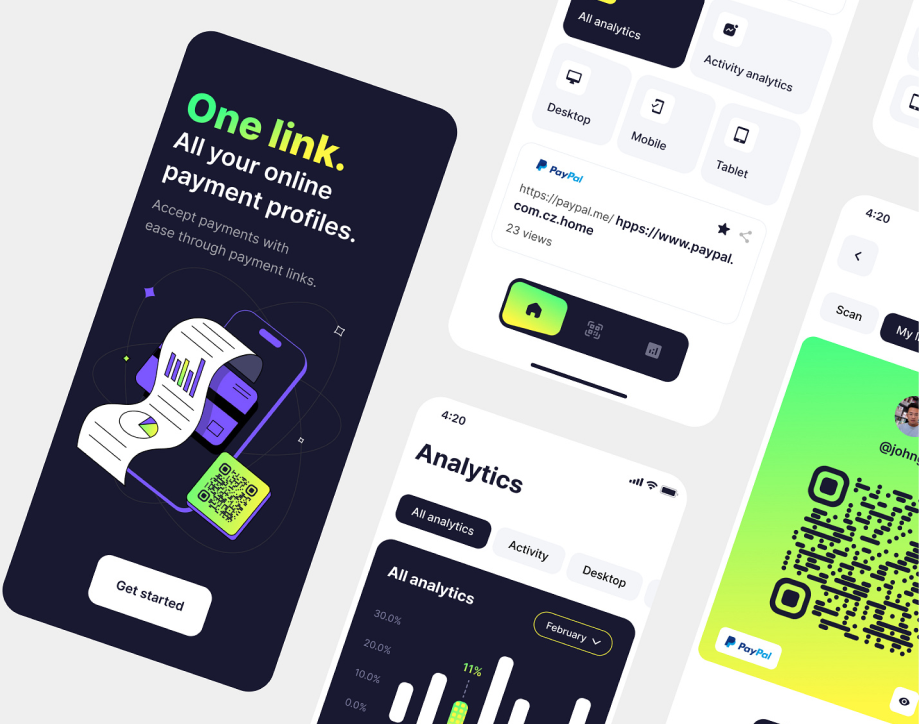 One link.
All your online
payment profiles.
Accept payments with
ease through payment links.
Get started
All analytics
Activity analytics
Desktop
Mobile
Tablet
PayPal
https://paypal.me/ hpps://www.paypal.
com.cz.home
23 views
4:20
Analytics
All analytics
Activity
Desktop
All analytics
February
30.0%
20.0%
10.0%
0.0%
11%
4:20
Scan
My
PayPal